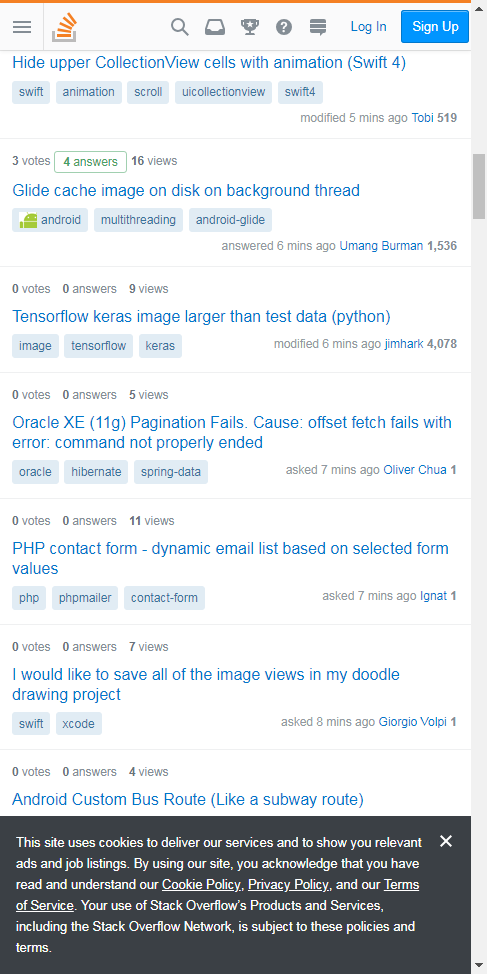 Log In Sign Up
Hide upper CollectionView cells with animation (Swift 4)
swift animation scroll uicollectionview swift4
modified 5 mins ago Tobi 519
3 votes 4 answers 16 views
Glide cache image on disk on background thread
android multithreading android-glide
answered 6 mins ago Umang Burman 1,536
0 votes 0 answers 9 views
Tensorflow keras image larger than test data (python)
image tensorflow keras
modified 6 mins ago jimhark 4,078
0 votes 0 answers 5 views
Oracle XE (11g) Pagination Fails. Cause: offset fetch fails with
error: command not properly ended
oracle hibernate spring-data
asked 7 mins ago Oliver Chua 1
0 votes 0 answers 11 views
PHP contact form - dynamic email list based on selected form
values
php phpmailer contact-form
asked 7 mins ago Ignat 1
0 votes 0 answers 7 views
I would like to save all of the image views in my doodle
drawing project
swift xcode
asked 8 mins ago Giorgio Volpi 1
0 votes 0 answers 4 views
Android Custom Bus Route (Like a subway route)
This site uses cookies to deliver our services and to show you relevant
ads and job listings. By using our site, you acknowledge that you have
read and understand our Cookie Policy, Privacy Policy, and our Terms
of Service. Your use of Stack Overflow's Products and Services,
including the Stack Overflow Network, is subject to these policies and
terms.